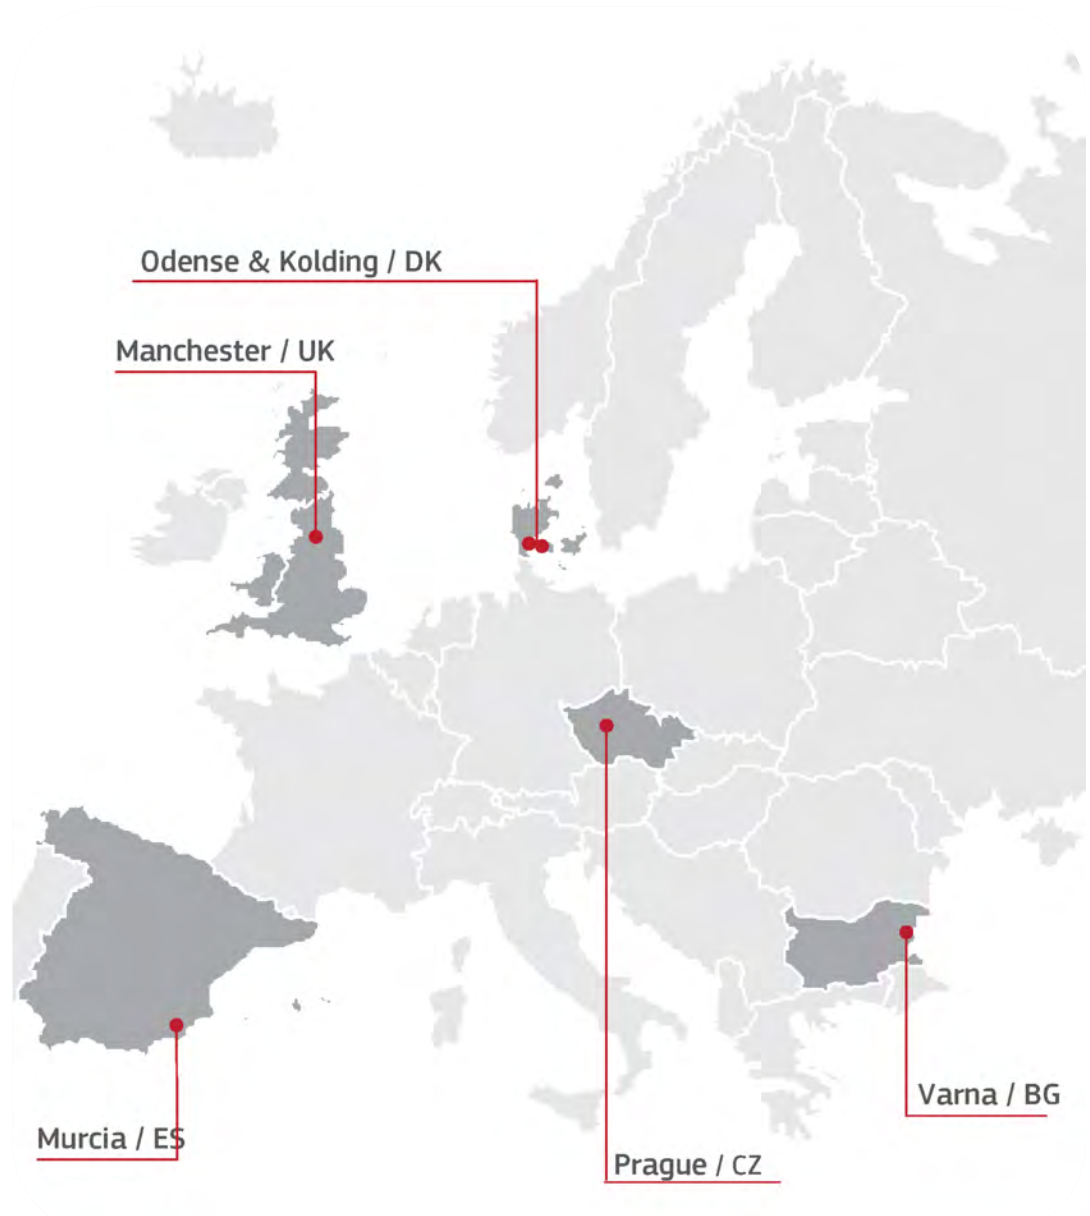 Odense & Kolding / DK
Manchester / UK
Varna / BG
Murcia / ES
Prague / CZ